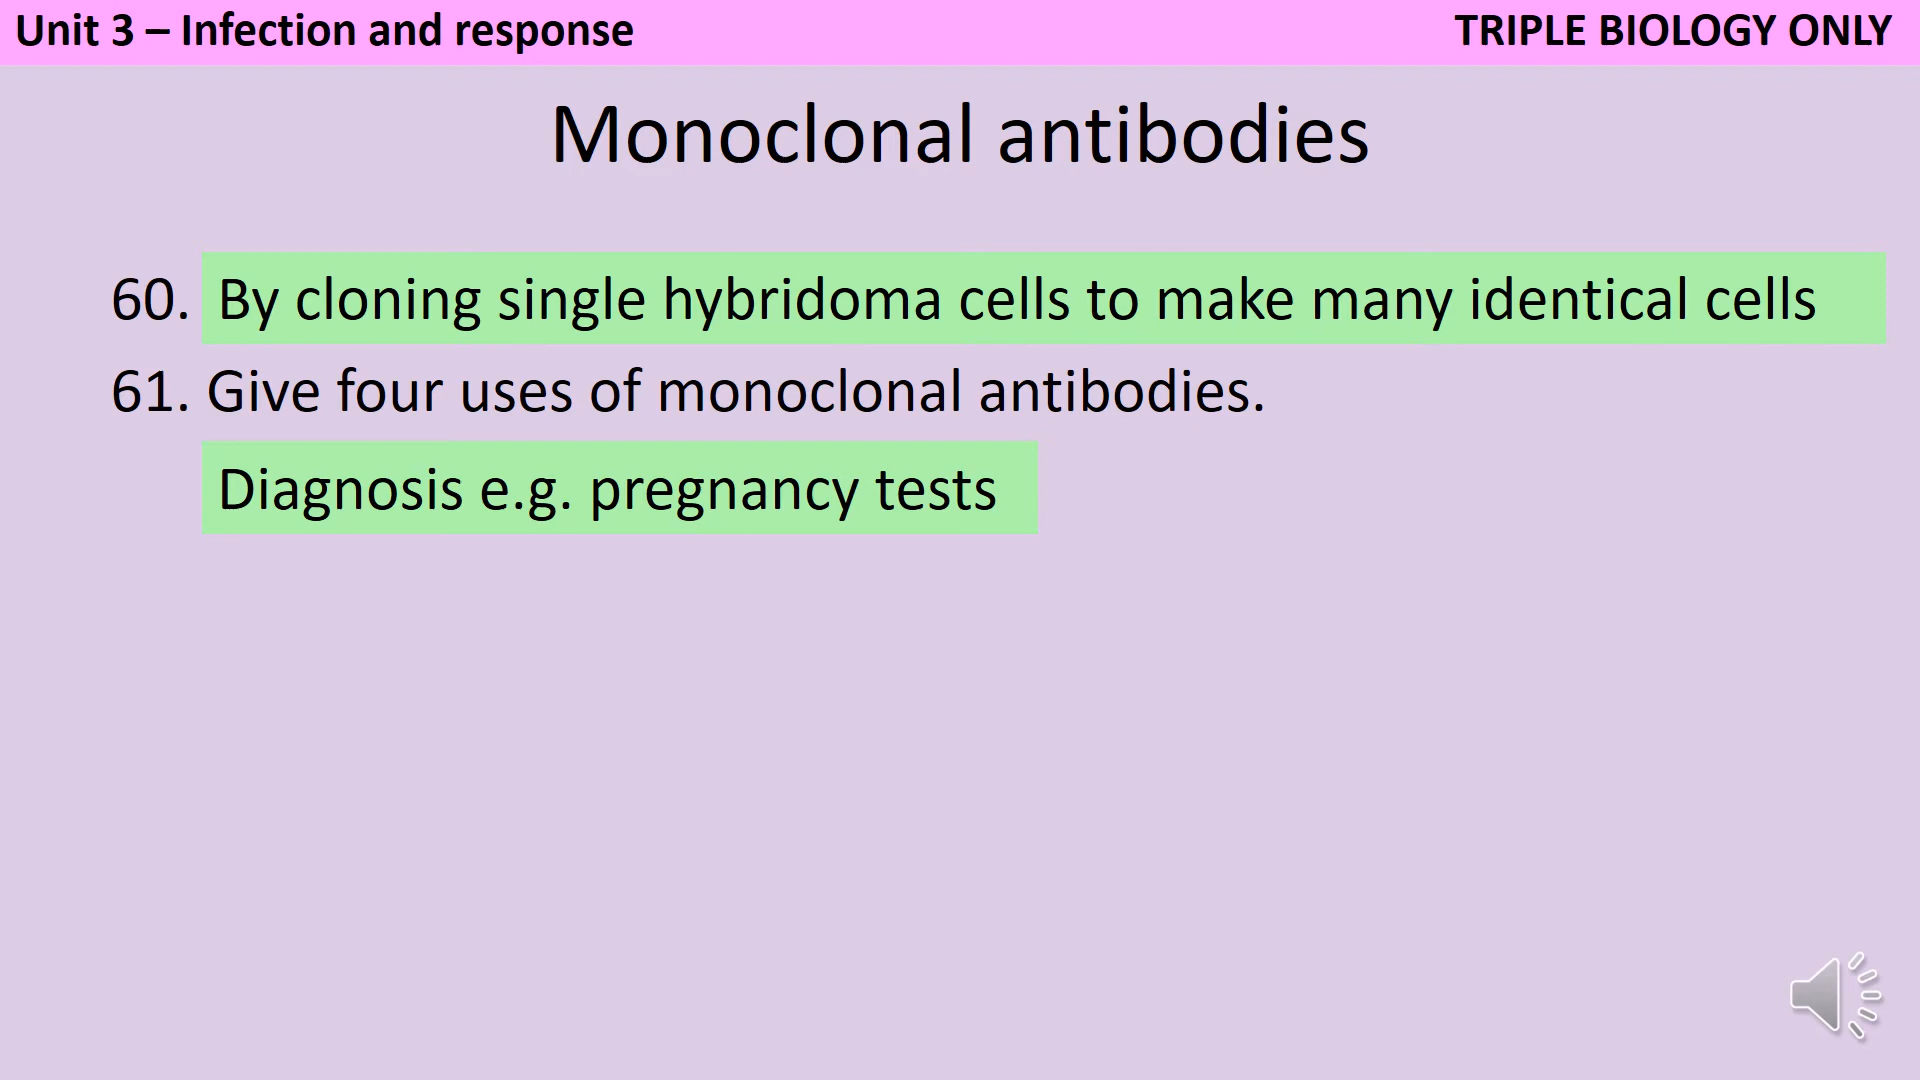 Unit 3 – Infection and response
TRIPLE BIOLOGY ONLY
Monoclonal antibodies
60. By cloning single hybridoma cells to make many identical cells
61. Give four uses of monoclonal antibodies.
Diagnosis e.g. pregnancy tests